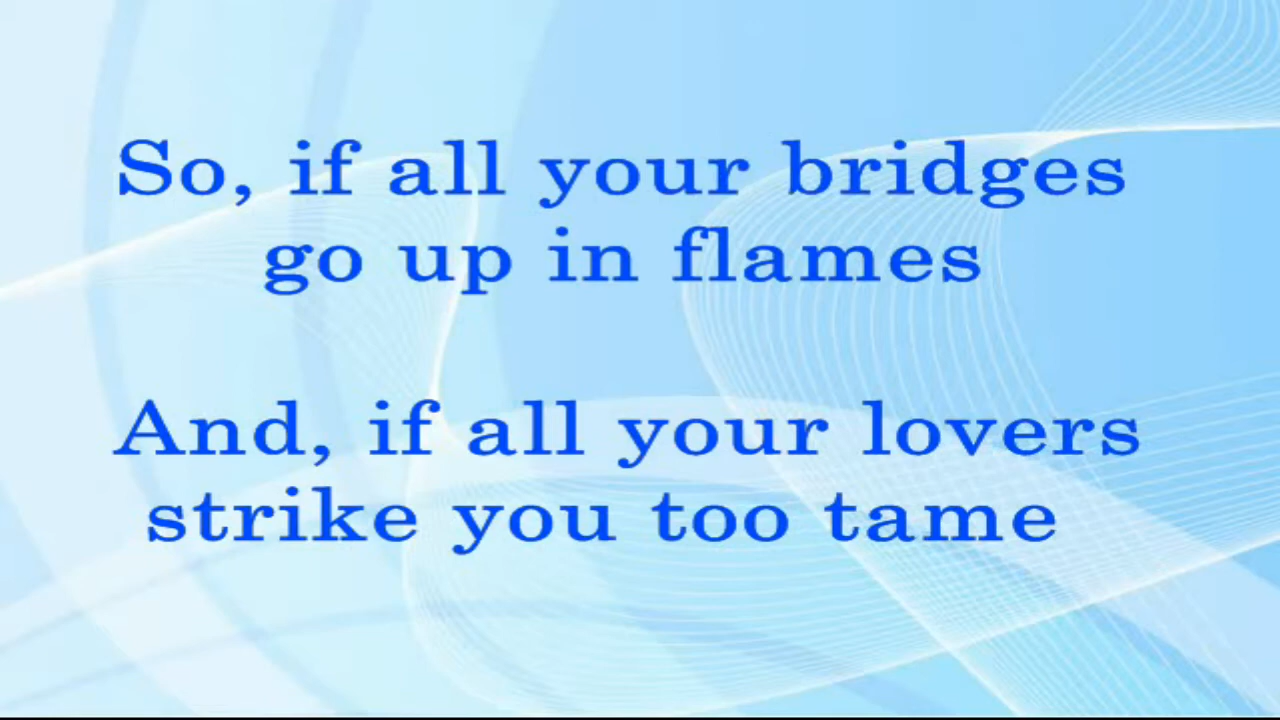 So, if all your bridges
go up in flames
And, if all your lovers
strike you too tame